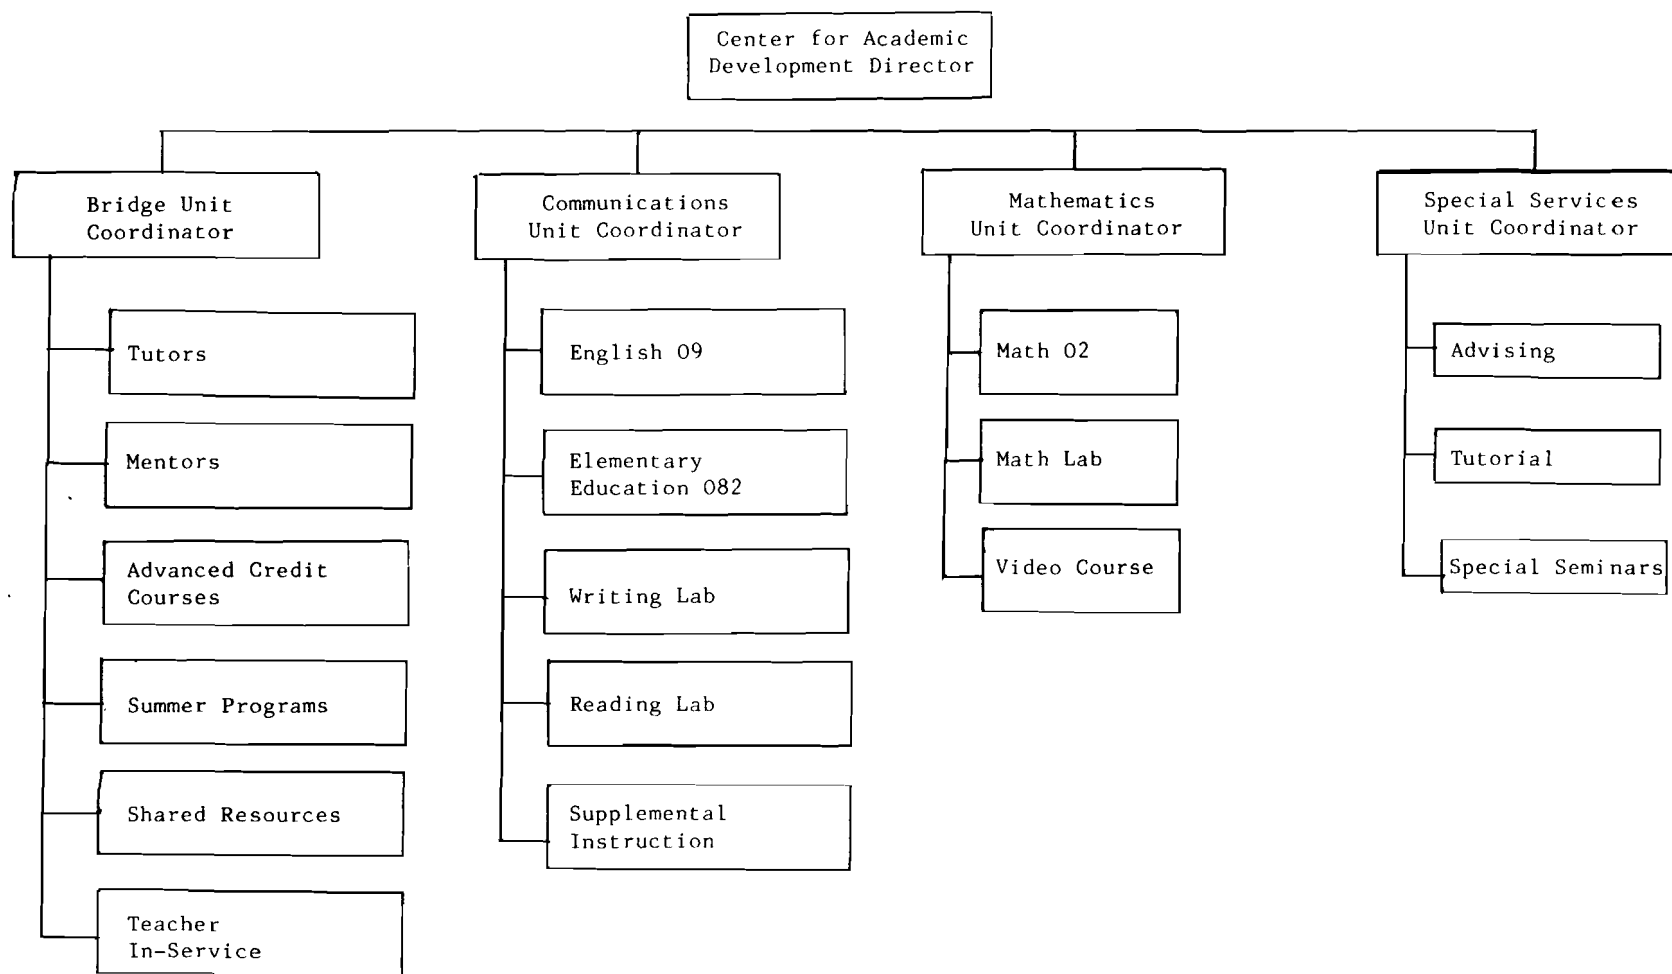 Center for Academic
Development Director
Bridge Unit
Coordinator
Communications
Unit Coordinator
Mathematics
Unit Coordinator
Special Services
Unit Coordinator
Tutors
Mentors
Advanced Credit
Courses
Summer Programs
Shared Resources
Teacher
In-Service
English 09
Elementary
Education 082
Writing Lab
Reading Lab
Supplemental
Instruction
Math 02
Math Lab
Video Course
Advising
Tutorial
Special Seminars